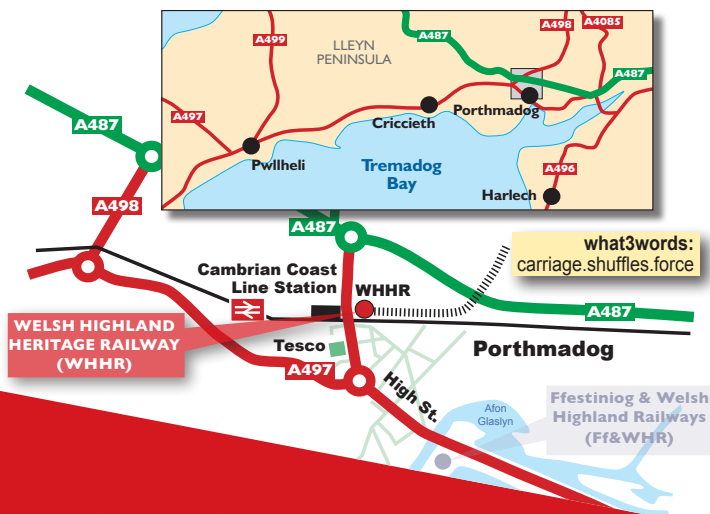 A499
LLEYN
PENINSULA
A487
A498
A4085
A487
A497
Criccieth
Porthmadog
Pwllheli
Tremadog
Bay
A496
Harlech
A487
A498
A487
what3words:
carriage.shuffles.force
Cambrian Coast
Line Station
WHHR
A487
WELSH HIGHLAND
HERITAGE RAILWAY
(WHHR)
Tesco
Porthmadog
A497
High St.
Afon
Glaslyn
Ffestiniog & Welsh
Highland Railways
(Ff&WHR)